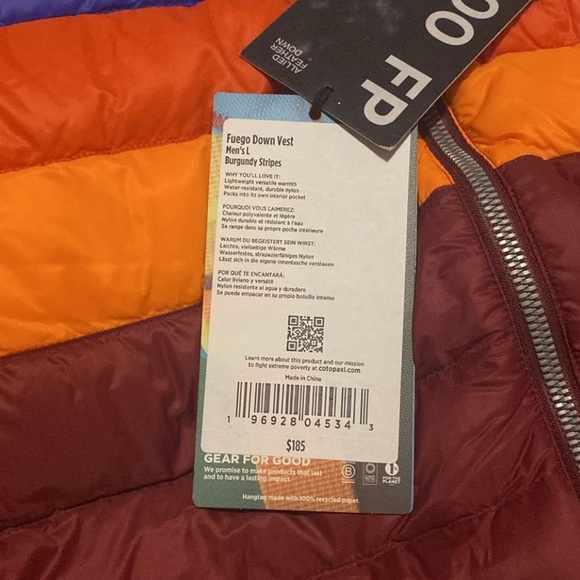 00 FP
ALLIED
FEATHER
DOWN
Fuego Down Vest
Men's L
Burgundy Stripes
WHY YOU'LL LOVE IT:
Lightweight versatile warmth
Water-resistant, durable nylon
Packs into its own interior pocket
POURQUOI VOUS L'AIMEREZ:
Chaleur polyvalente et légère
Nylon durable et résistant à l'eau
Se range dans sa propre poche intérieure
WARUM DU BEGEISTERT SEIN WIRST:
Leichte, vielseitige Wärme
Wasserfestes, strapazierfähiges Nylon
Lässt sich in die eigene Innentasche verstauen
POR QUÉ TE ENCANTARÁ:
Calor liviano y versátil
Nylon resistente al agua y duradero
Se puede empacar en su propio bolsillo interno
Learn more about this product and our mission
to fight extreme poverty at cotopaxi.com
Made in China
1 96928 04534 3
$185
GEAR FOR GOOD
We promise to make products that last
and to have a lasting impact.
FOR THE
PLANET
Hangtag made with 100% recycled paper.